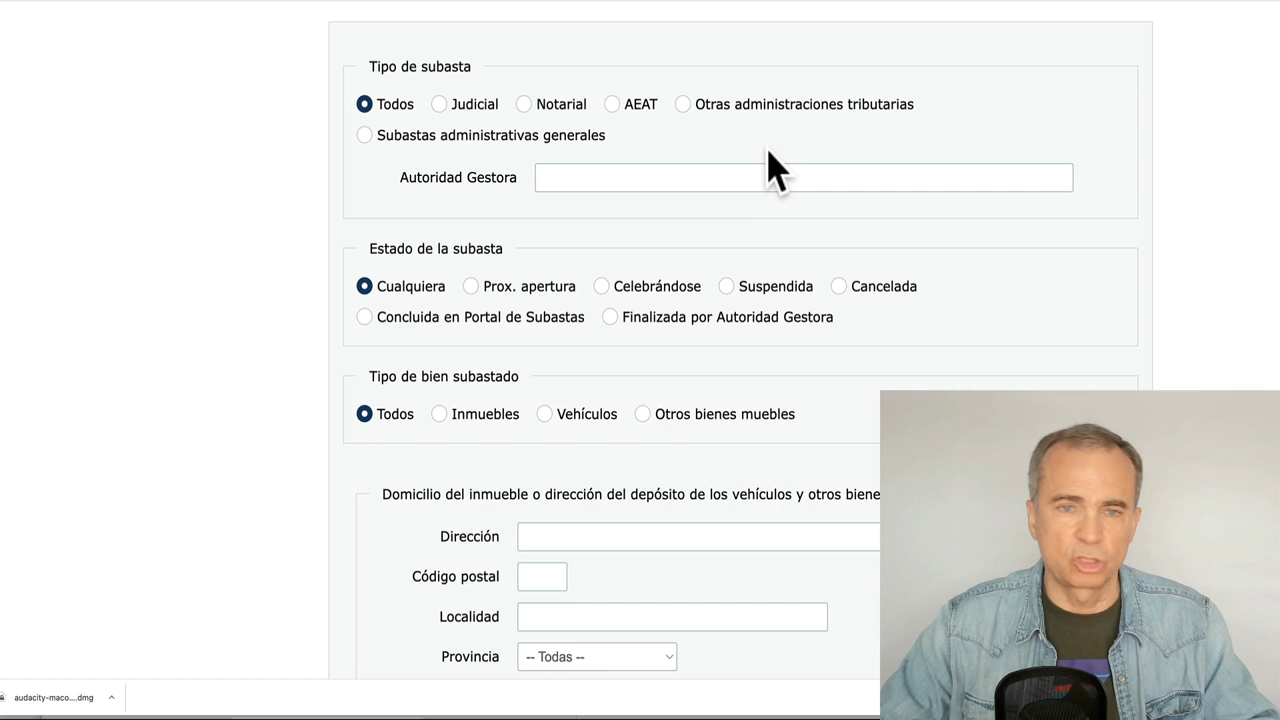 Tipo de subasta
Todos Judicial Notarial AEAT Otras administraciones tributarias
Subastas administrativas generales
Autoridad Gestora
Estado de la subasta
Cualquiera Prox. apertura Celebrándose Suspendida Cancelada
Concluida en Portal de Subastas Finalizada por Autoridad Gestora
Tipo de bien subastado
Todos Inmuebles Vehículos Otros bienes muebles
Domicilio del inmueble o dirección del depósito de los vehículos y otros biene
Dirección
Código postal
Localidad
Provincia -- Todas --
audacity-maco....dmg